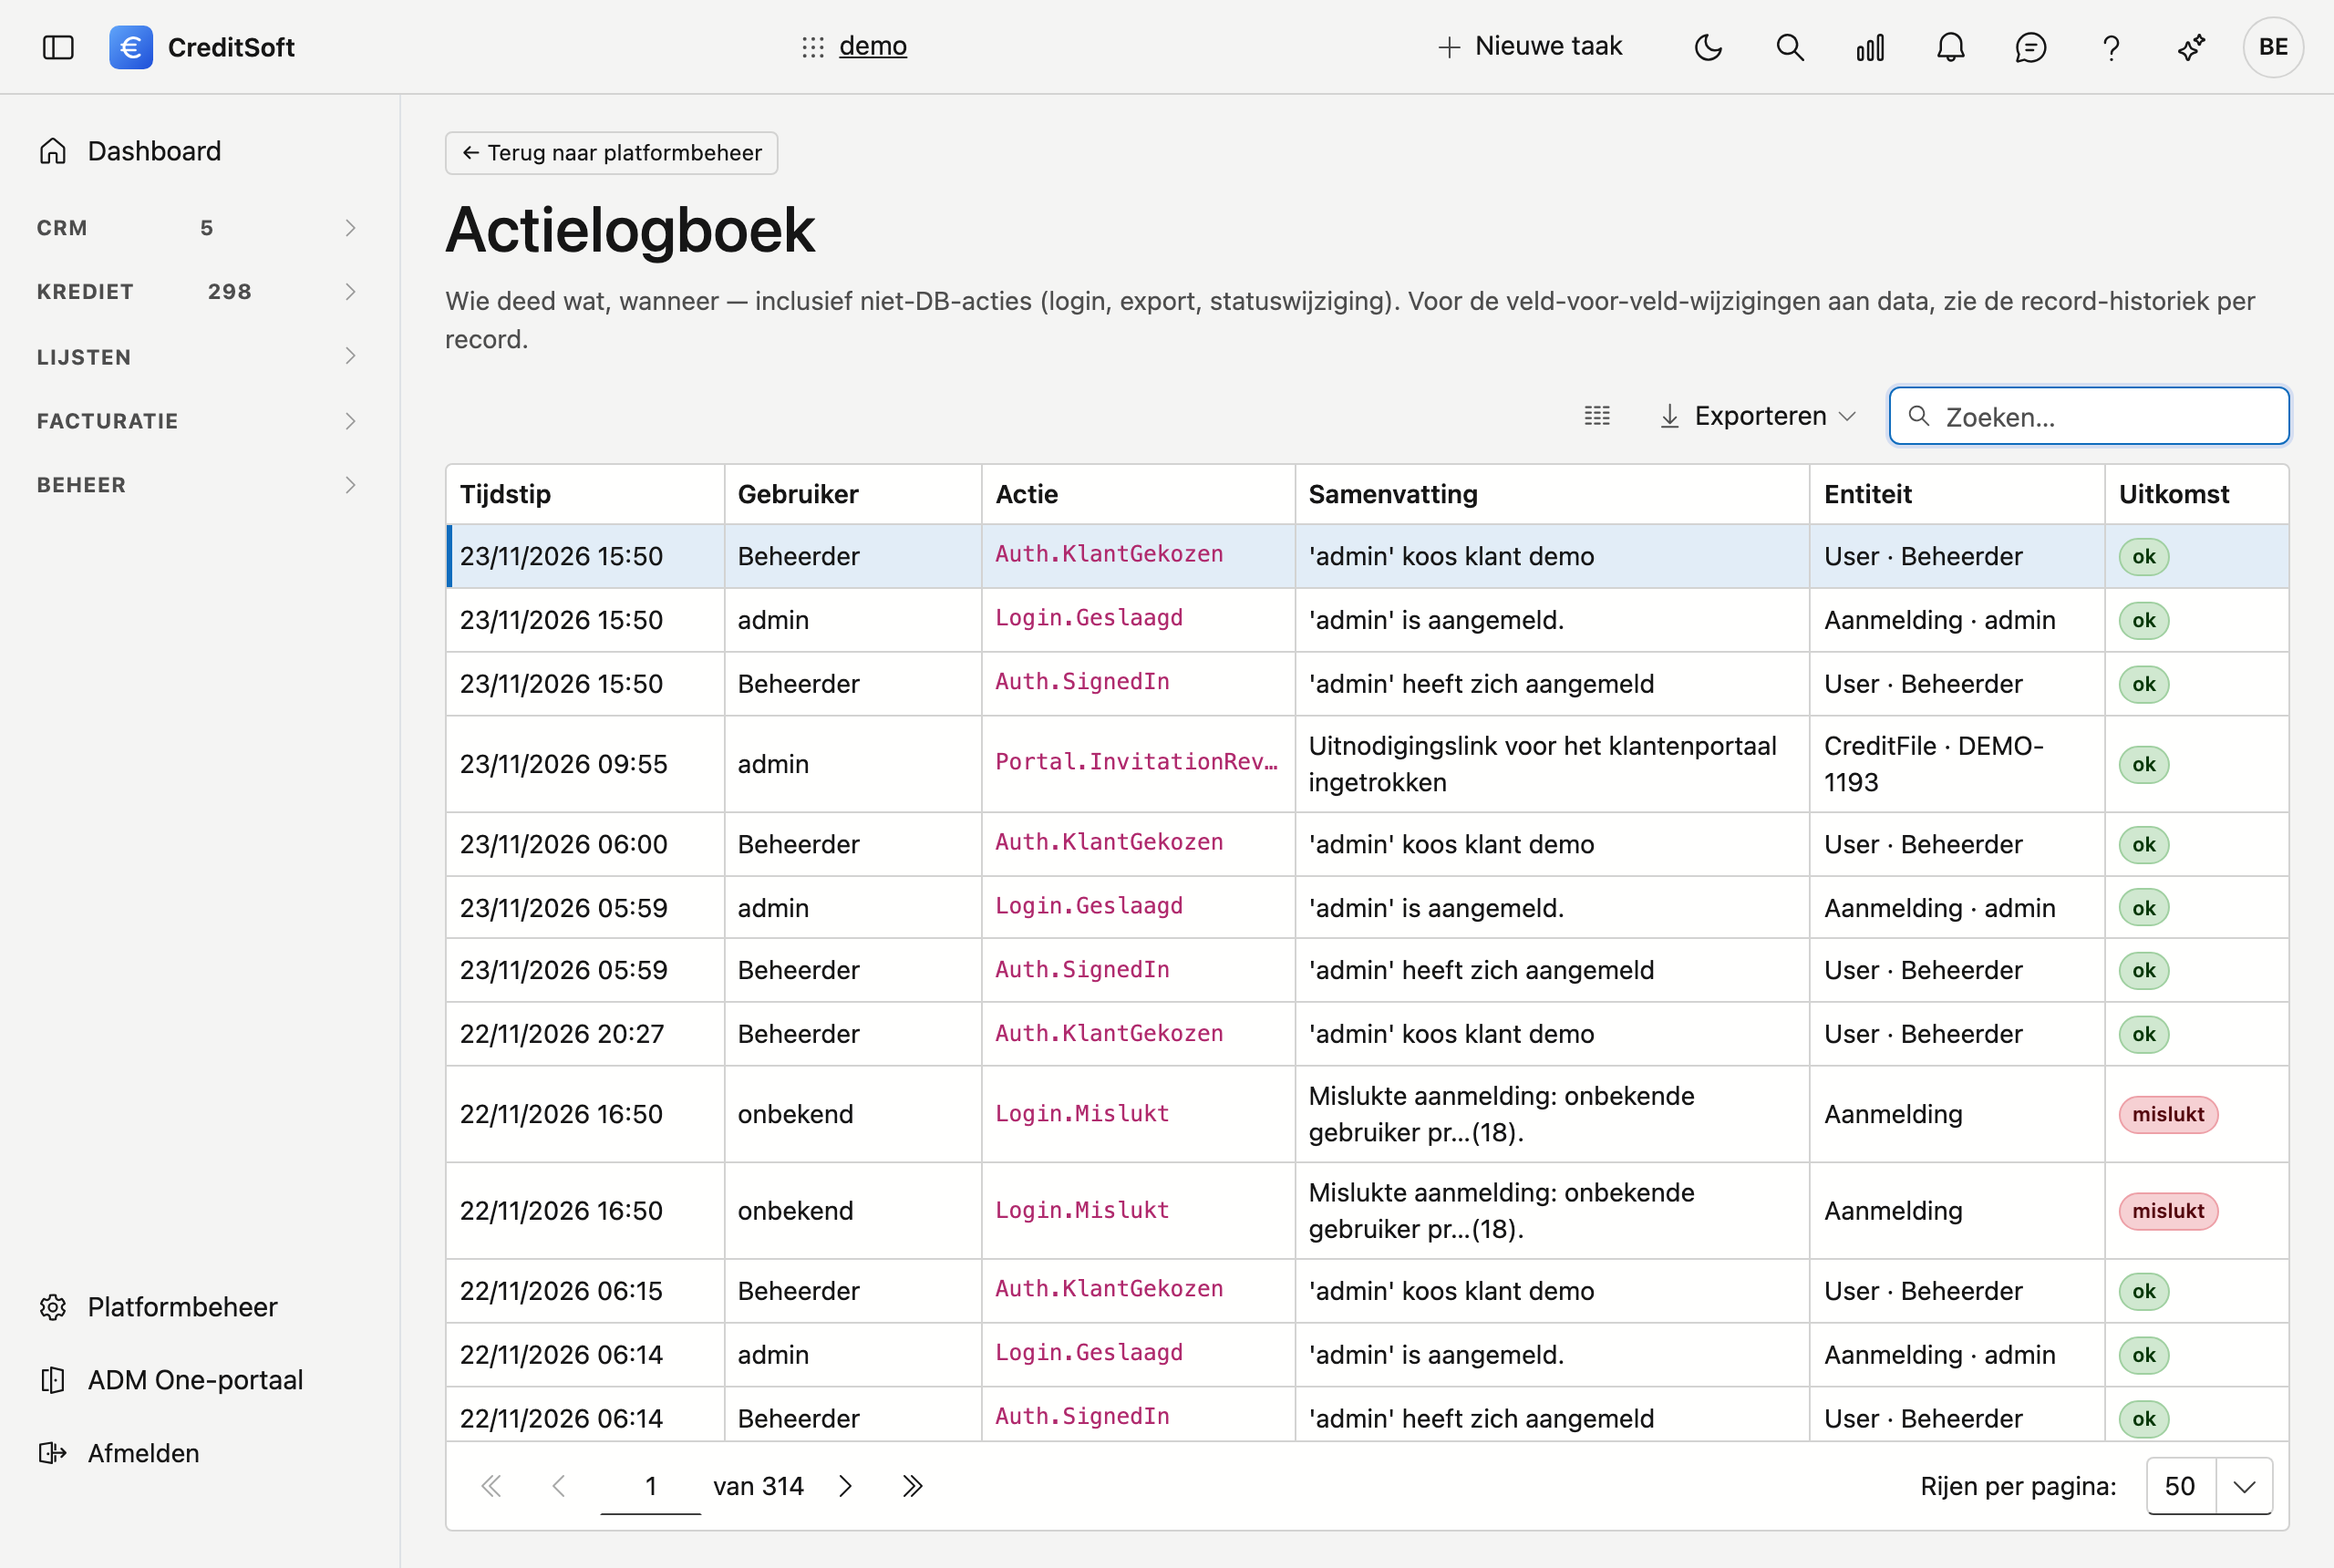 € CreditSoft
demo
Nieuwe taak
?
BE
Dashboard
CRM 5
KREDIET 298
LIJSTEN
FACTURATIE
BEHEER
Platformbeheer
ADM One-portaal
Afmelden
← Terug naar platformbeheer
Actielogboek
Wie deed wat, wanneer — inclusief niet-DB-acties (login, export, statuswijziging). Voor de veld-voor-veld-wijzigingen aan data, zie de record-historiek per
record.
Exporteren
Zoeken...
Tijdstip Gebruiker Actie Samenvatting Entiteit Uitkomst
23/11/2026 15:50 Beheerder Auth.KlantGekozen 'admin' koos klant demo User · Beheerder ok
23/11/2026 15:50 admin Login.Geslaagd 'admin' is aangemeld. Aanmelding · admin ok
23/11/2026 15:50 Beheerder Auth.SignedIn 'admin' heeft zich aangemeld User · Beheerder ok
23/11/2026 09:55 admin Portal.InvitationRev… Uitnodigingslink voor het klantenportaal
ingetrokken CreditFile · DEMO-
1193 ok
23/11/2026 06:00 Beheerder Auth.KlantGekozen 'admin' koos klant demo User · Beheerder ok
23/11/2026 05:59 admin Login.Geslaagd 'admin' is aangemeld. Aanmelding · admin ok
23/11/2026 05:59 Beheerder Auth.SignedIn 'admin' heeft zich aangemeld User · Beheerder ok
22/11/2026 20:27 Beheerder Auth.KlantGekozen 'admin' koos klant demo User · Beheerder ok
22/11/2026 16:50 onbekend Login.Mislukt Mislukte aanmelding: onbekende
gebruiker pr…(18). Aanmelding mislukt
22/11/2026 16:50 onbekend Login.Mislukt Mislukte aanmelding: onbekende
gebruiker pr…(18). Aanmelding mislukt
22/11/2026 06:15 Beheerder Auth.KlantGekozen 'admin' koos klant demo User · Beheerder ok
22/11/2026 06:14 admin Login.Geslaagd 'admin' is aangemeld. Aanmelding · admin ok
22/11/2026 06:14 Beheerder Auth.SignedIn 'admin' heeft zich aangemeld User · Beheerder ok
1 van 314
Rijen per pagina: 50